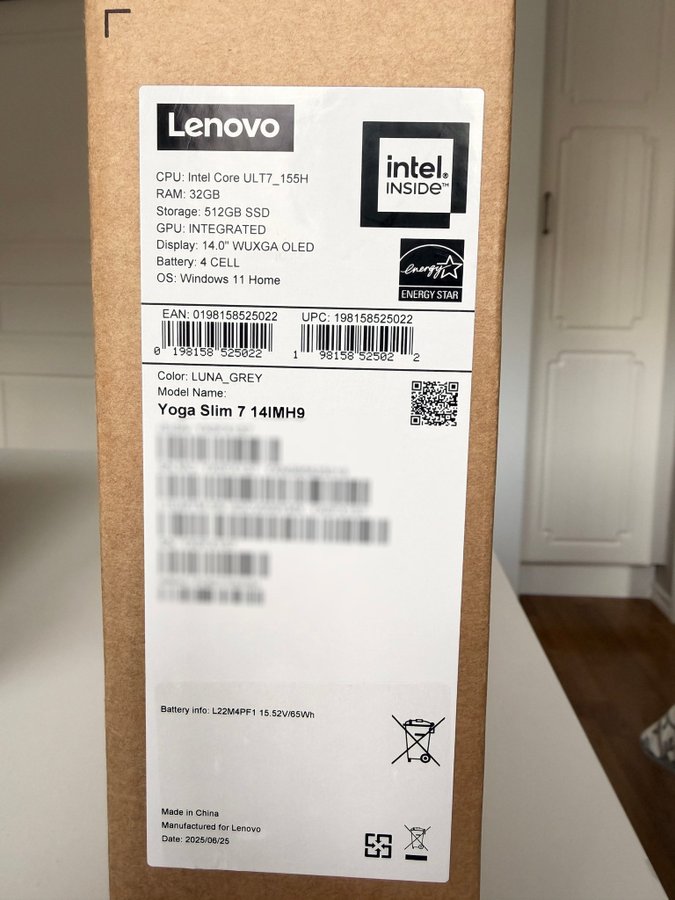 Lenovo
intel.
INSIDE™
CPU: Intel Core ULT7_155H
RAM: 32GB
Storage: 512GB SSD
GPU: INTEGRATED
Display: 14.0" WUXGA OLED
Battery: 4 CELL
OS: Windows 11 Home
energy
ENERGY STAR
EAN: 0198158525022 UPC: 198158525022
0 198158 525022 1 98158 52502 2
Color: LUNA_GREY
Model Name:
Yoga Slim 7 14IMH9
Battery info: L22M4PF1 15.52V/65Wh
Made in China
Manufactured for Lenovo
Date: 2025/06/25